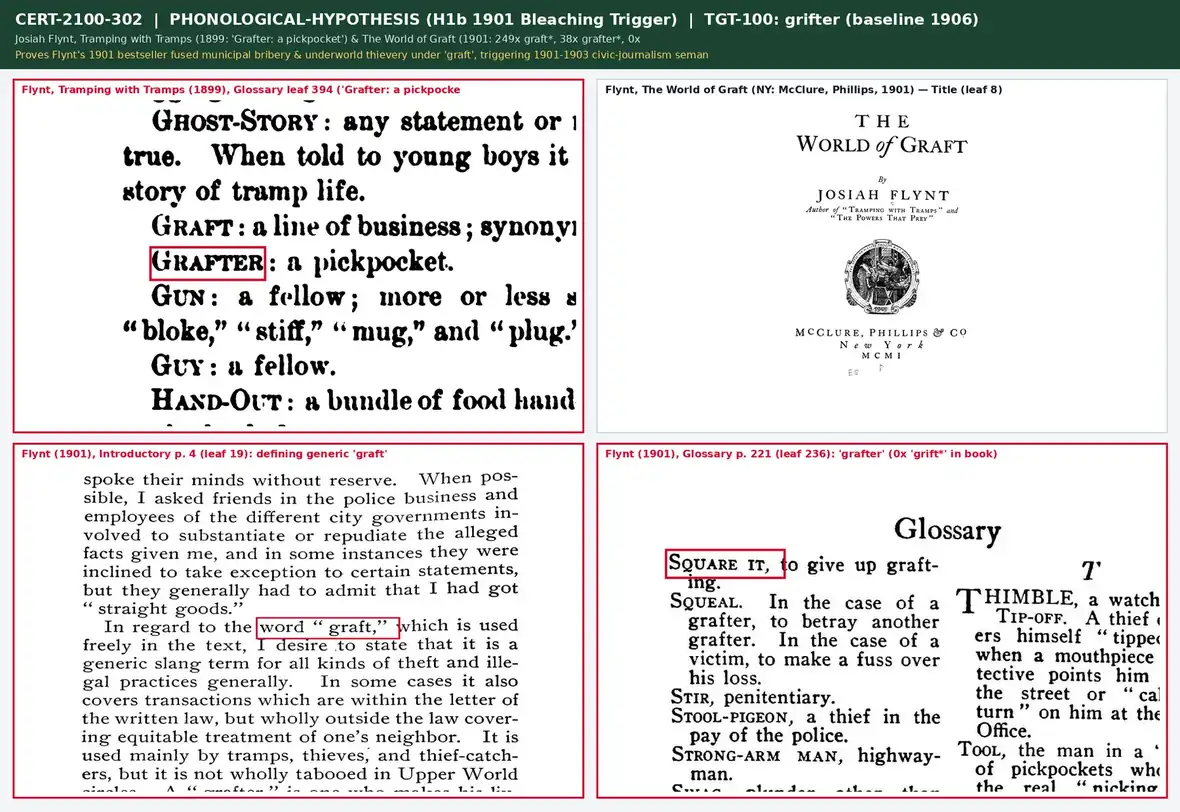 CERT-2100-302 | PHONOLOGICAL-HYPOTHESIS (H1b 1901 Bleaching Trigger) | TGT-100: grifter (baseline 1906)
Josiah Flynt, Tramping with Tramps (1899: 'Grafter: a pickpocket') & The World of Graft (1901: 249x graft*, 38x grafter*, 0x
Proves Flynt's 1901 bestseller fused municipal bribery & underworld thievery under 'graft', triggering 1901-1903 civic-journalism seman
Flynt, Tramping with Tramps (1899), Glossary leaf 394 ('Grafter: a pickpocke
GHOST-STORY: any statement or
true. When told to young boys it
story of tramp life.
GRAFT: a line of business; synony
GRAFTER: a pickpocket.
GUN: a fellow; more or less
“bloke,” “stiff,” “mug,” and “plug.’
GUY: a fellow.
HAND-OUT: a bundle of food hand
Flynt, The World of Graft (NY: McClure, Phillips, 1901) — Title (leaf 8)
THE
WORLD of GRAFT
By
JOSIAH FLYNT
Author of “TRAMPING WITH TRAMPS” and
“THE POWERS THAT PREY”
MCCLURE, PHILLIPS & CO
New York
MCMI
Flynt (1901), Introductory p. 4 (leaf 19): defining generic 'graft'
spoke their minds without reserve. When pos-
sible, I asked friends in the police business and
employees of the different city governments in-
volved to substantiate or repudiate the alleged
facts given me, and in some instances they were
inclined to take exception to certain statements,
but they generally had to admit that I had got
“straight goods.”
In regard to the word “graft,” which is used
freely in the text, I desire to state that it is a
generic slang term for all kinds of theft and ille-
gal practices generally. In some cases it also
covers transactions which are within the letter of
the written law, but wholly outside the law cover-
ing equitable treatment of one's neighbor. It is
used mainly by tramps, thieves, and thief-catch-
ers, but it is not wholly tabooed in Upper World
Flynt (1901), Glossary p. 221 (leaf 236): 'grafter' (0x 'grift*' in book)
Glossary
SQUARE IT, to give up graft-
ing.
SQUEAL. In the case of a
grafter, to betray another
grafter. In the case of a
victim, to make a fuss over
his loss.
STIR, penitentiary.
STOOL-PIGEON, a thief in the
pay of the police.
STRONG-ARM MAN, highway-
man.
T
THIMBLE, a watch
TIP-OFF. A thief
ers himself “tippe
when a mouthpiece
tective points him
the street or “ca
turn” on him at the
Office.
TOOL, the man in a
of pickpockets who
the real “nicking